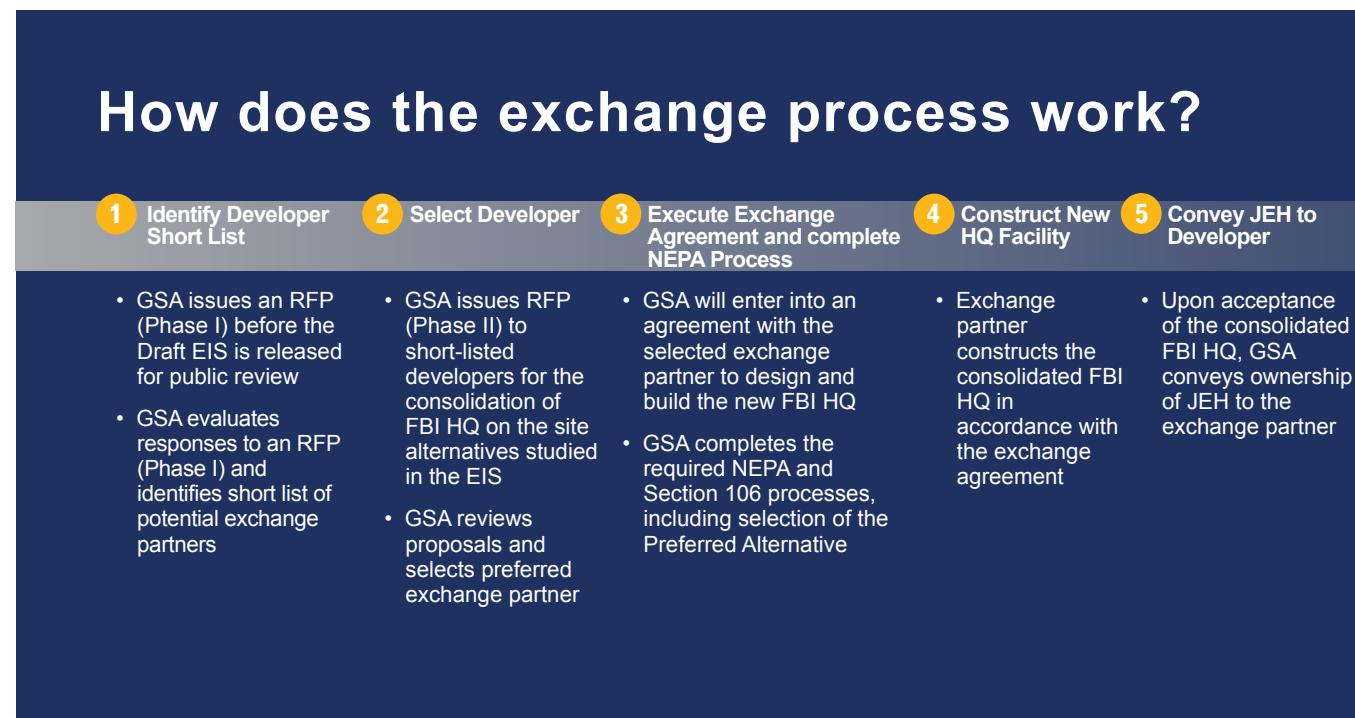 How does the exchange process work?
1
Identify Developer
Short List
• GSA issues an RFP
(Phase I) before the
Draft EIS is released
for public review
• GSA evaluates
responses to an RFP
(Phase I) and
identifies short list of
potential exchange
partners
2
Select Developer
• GSA issues RFP
(Phase II) to
short-listed
developers for the
consolidation of
FBI HQ on the site
alternatives studied
in the EIS
• GSA reviews
proposals and
selects preferred
exchange partner
3
Execute Exchange
Agreement and complete
NEPA Process
• GSA will enter into an
agreement with the
selected exchange
partner to design and
build the new FBI HQ
• GSA completes the
required NEPA and
Section 106 processes,
including selection of the
Preferred Alternative
4
Construct New
HQ Facility
• Exchange
partner
constructs the
consolidated FBI
HQ in
accordance with
the exchange
agreement
5
Convey JEH to
Developer
• Upon acceptance
of the consolidated
FBI HQ, GSA
conveys ownership
of JEH to the
exchange partner